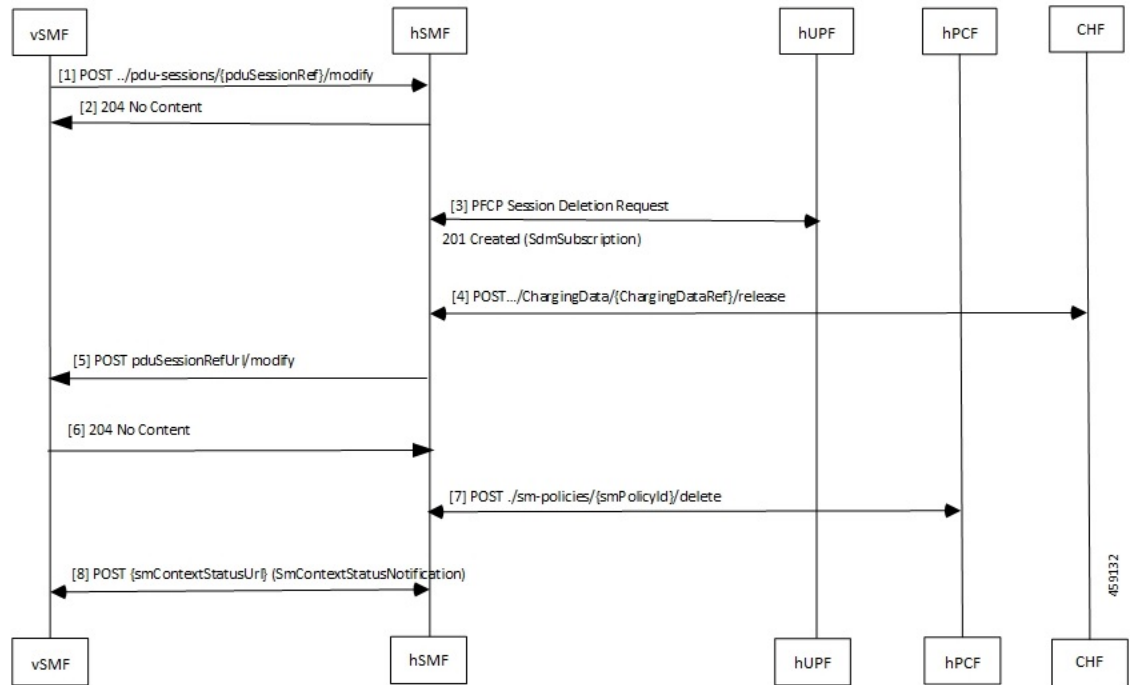 vSMF
hSMF
hUPF
hPCF
CHF
[1] POST ../pdu-sessions/{pduSessionRef}/modify
[2] 204 No Content
[3] PFCP Session Deletion Request
201 Created (SdmSubscription)
[4] POST.../ChargingData/{ChargingDataRef}/release
[5] POST pduSessionRefUrl/modify
[6] 204 No Content
[7] POST ./sm-policies/{smPolicyId}/delete
[8] POST {smContextStatusUrl} (SmContextStatusNotification)
459132
vSMF
hSMF
hUPF
hPCF
CHF